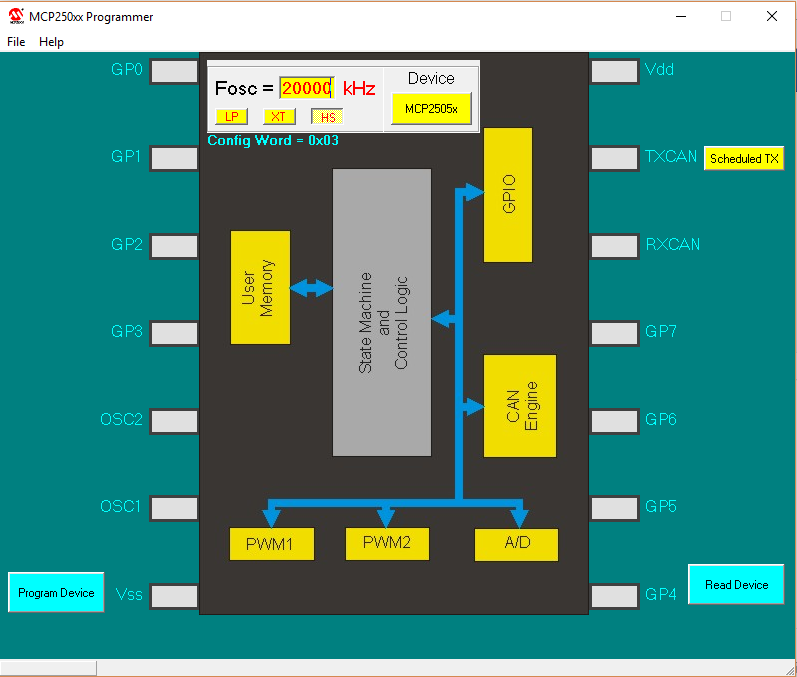 MCP250xx Programmer
File Help
Fosc = 20000 kHz
LP XT HS
Device
MCP2505x
Config Word = 0x03
GP0
GP1
GP2
GP3
OSC2
OSC1
Vss
Program Device
User
Memory
State Machine
and
Control Logic
GPIO
CAN
Engine
PWM1
PWM2
A/D
Vdd
TXCAN
Scheduled TX
RXCAN
GP7
GP6
GP5
GP4
Read Device